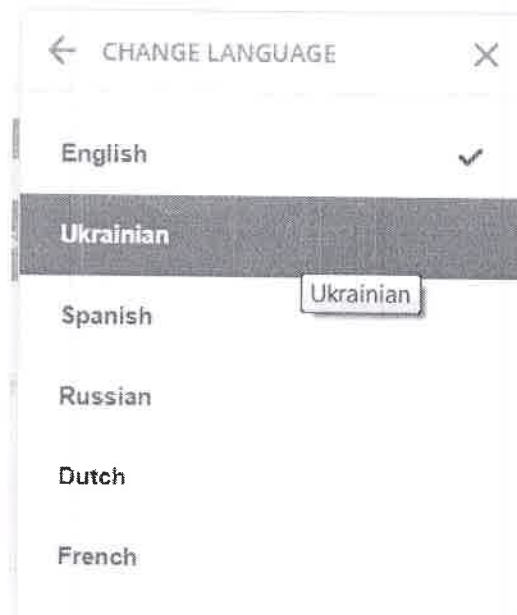 CHANGE LANGUAGE
English
Ukrainian
Ukrainian
Spanish
Russian
Dutch
French